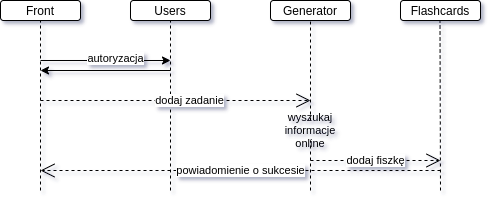 Front
Users
Generator
Flashcards
autoryzacja
dodaj zadanie
wyszukaj
informacje
online
dodaj fiszkę
powiadomienie o sukcesie